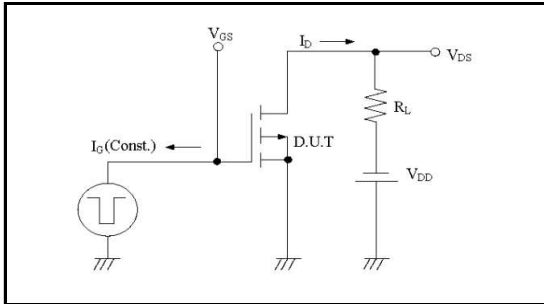 VGS
ID
VDS
RL
IG(Const.)
D.U.T
VDD